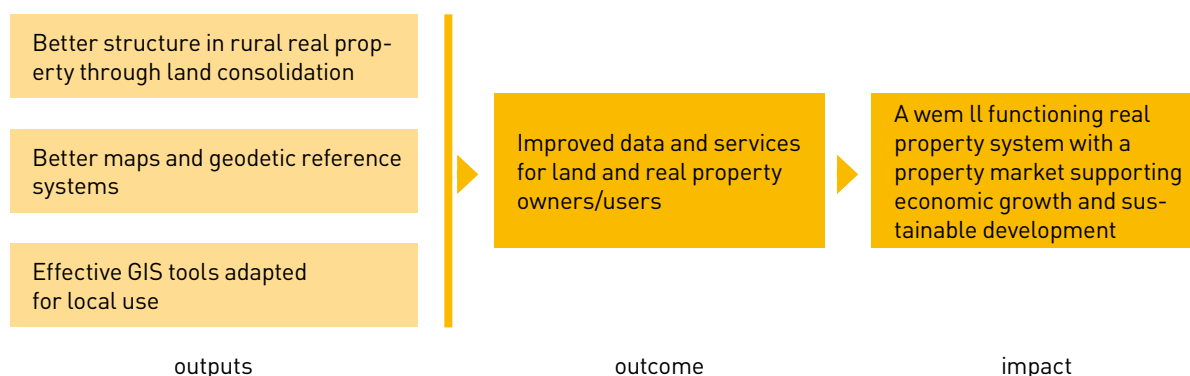 Better structure in rural real prop-
erty through land consolidation
Better maps and geodetic reference
systems
Effective GIS tools adapted
for local use
Improved data and services
for land and real property
owners/users
A wem ll functioning real
property system with a
property market supporting
economic growth and sus-
tainable development
outputs
outcome
impact